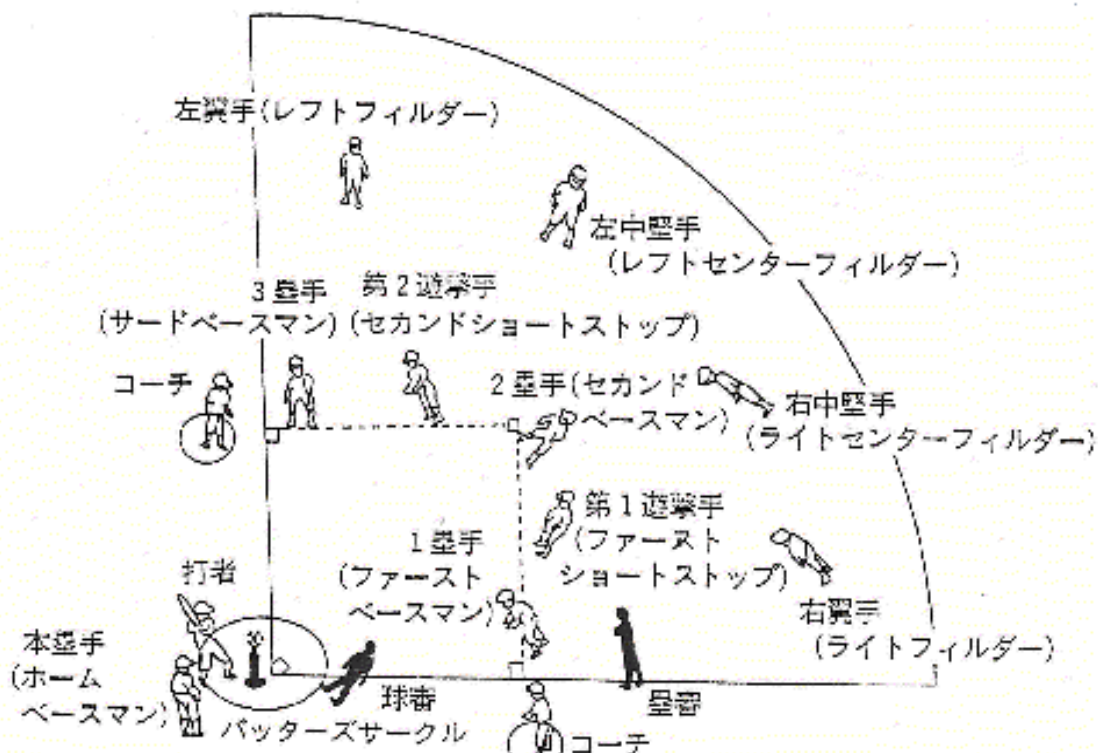 左翼手(レフトフィルダー)
左中堅手
(レフトセンターフィルダー)
3塁手
(サードベースマン)
第2遊撃手
(セカンドショートストップ)
コーチ
2塁手(セカンド
ベースマン)
右中堅手
(ライトセンターフィルダー)
第1遊撃手
(ファースト
ショートストップ)
1塁手
(ファースト
ベースマン)
打者
右翼手
(ライトフィルダー)
本塁手
(ホーム
ベースマン)
球審
塁審
バッターズサークル
コーチ